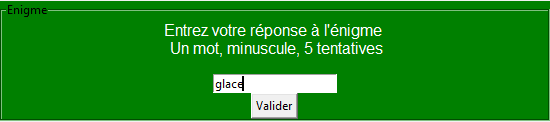 Enigme
Entrez votre réponse à l'énigme
Un mot, minuscule, 5 tentatives
glace
Valider